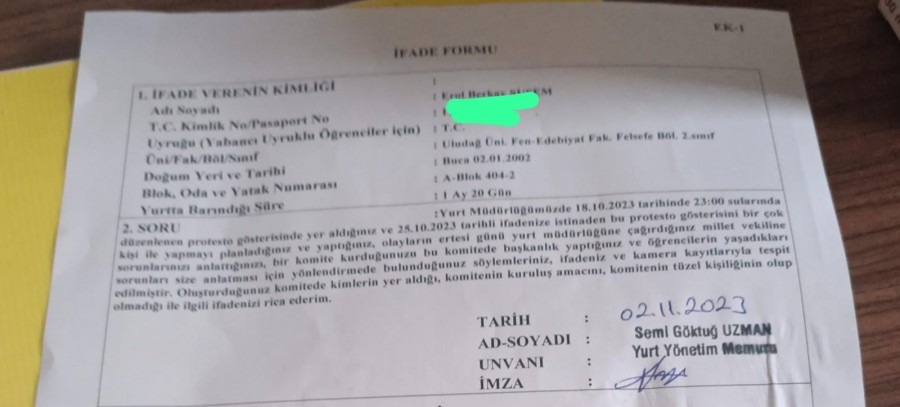 EK-1
İFADE FORMU
1. İFADE VERENİN KİMLİĞİ :
Adı Soyadı :
T.C. Kimlik No/Pasaport No :
Uyruğu (Yabancı Uyruklu Öğrenciler için) : T.C.
Üni/Fak/Böl/Sınıf : Uludağ Üni. Fen-Edebiyat Fak. Felsefe Böl. 2.sınıf
Doğum Yeri ve Tarihi : Buca 02.01.2002
Blok, Oda ve Yatak Numarası : A-Blok 404-2
Yurtta Barındığı Süre : 1 Ay 20 Gün
2. SORU :Yurt Müdürlüğümüzde 18.10.2023 tarihinde 23:00 sularında
düzenlenen protesto gösterisinde yer aldığınız ve 25.10.2023 tarihli ifadenize istinaden bu protesto gösterisini bir çok
kişi ile yapmayı planladığınız ve yaptığınız, olayların ertesi günü yurt müdürlüğüne çağırdığınız millet vekiline
sorunlarınızı anlattığınızı, bir komite kurduğunuzu bu komitede başkanlık yaptığınız ve öğrencilerin yaşadıkları
sorunları size anlatması için yönlendirmede bulunduğunuz söylemleriniz, ifadeniz ve kamera kayıtlarıyla tespit
edilmiştir. Oluşturduğunuz komitede kimlerin yer aldığı, komitenin kuruluş amacını, komitenin tüzel kişiliğinin olup
olmadığı ile ilgili ifadenizi rica ederim.
TARİH : 02.11.2023
AD-SOYADI : Semi Göktuğ UZMAN
UNVANI : Yurt Yönetim Memuru
İMZA :